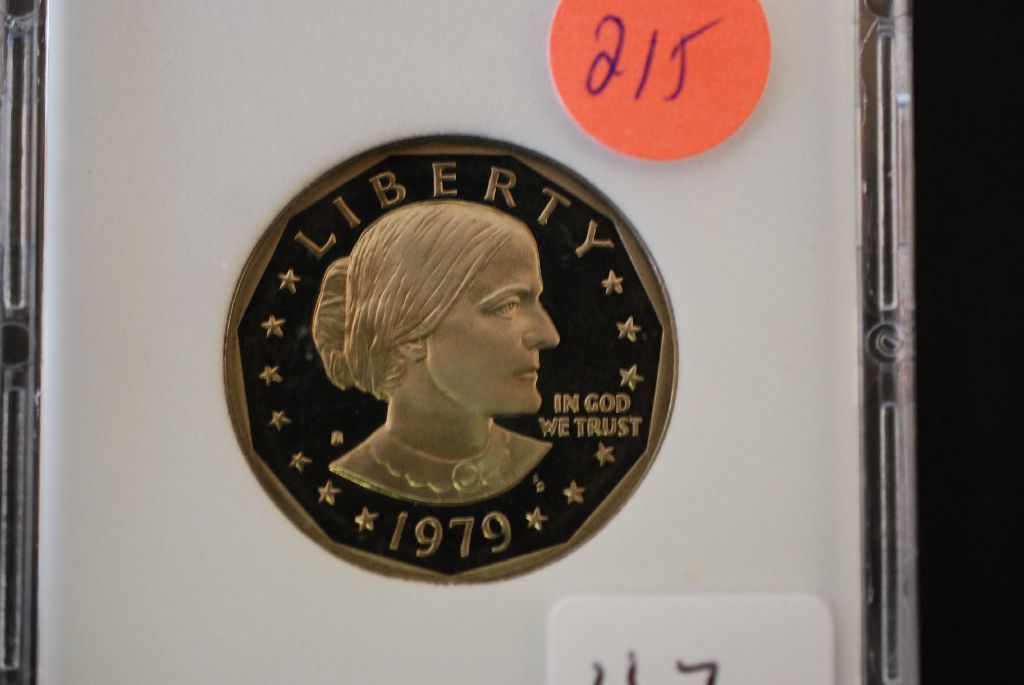 215
LIBERTY
IN GOD
WE TRUST
1979